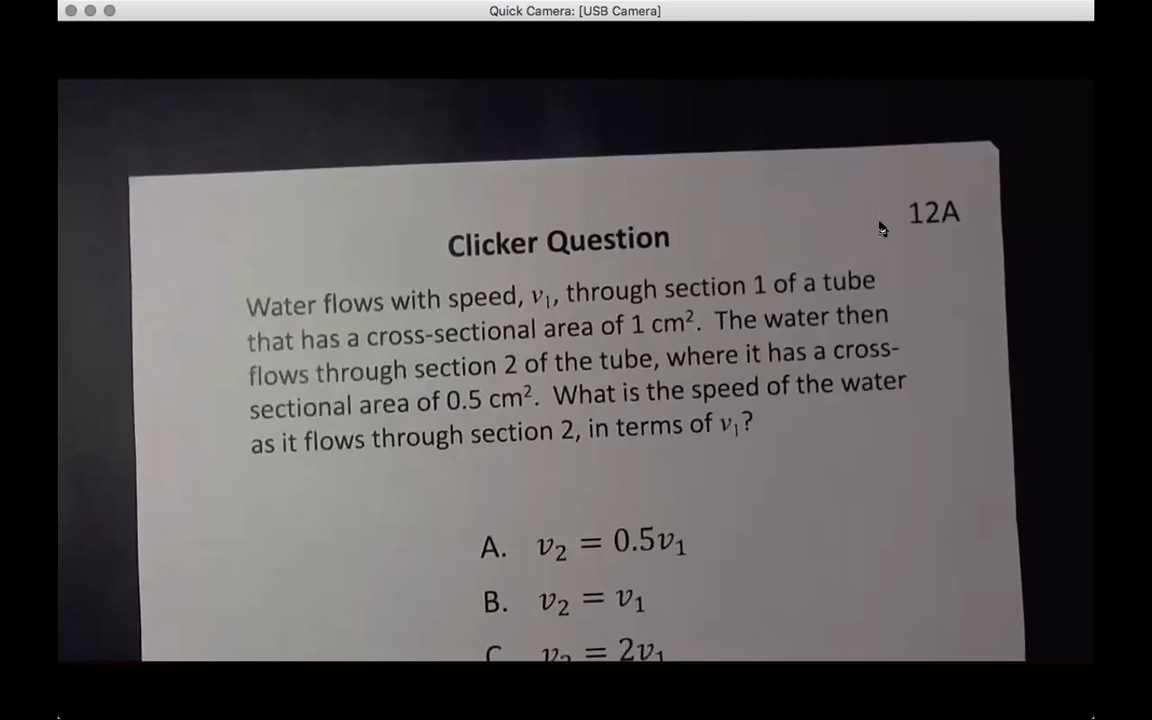 Quick Camera: [USB Camera]
12A
Clicker Question
Water flows with speed, v₁, through section 1 of a tube
that has a cross-sectional area of 1 cm². The water then
flows through section 2 of the tube, where it has a cross-
sectional area of 0.5 cm². What is the speed of the water
as it flows through section 2, in terms of v₁?
A. v₂ = 0.5v₁
B. v₂ = v₁
C. v₂ = 2v₁